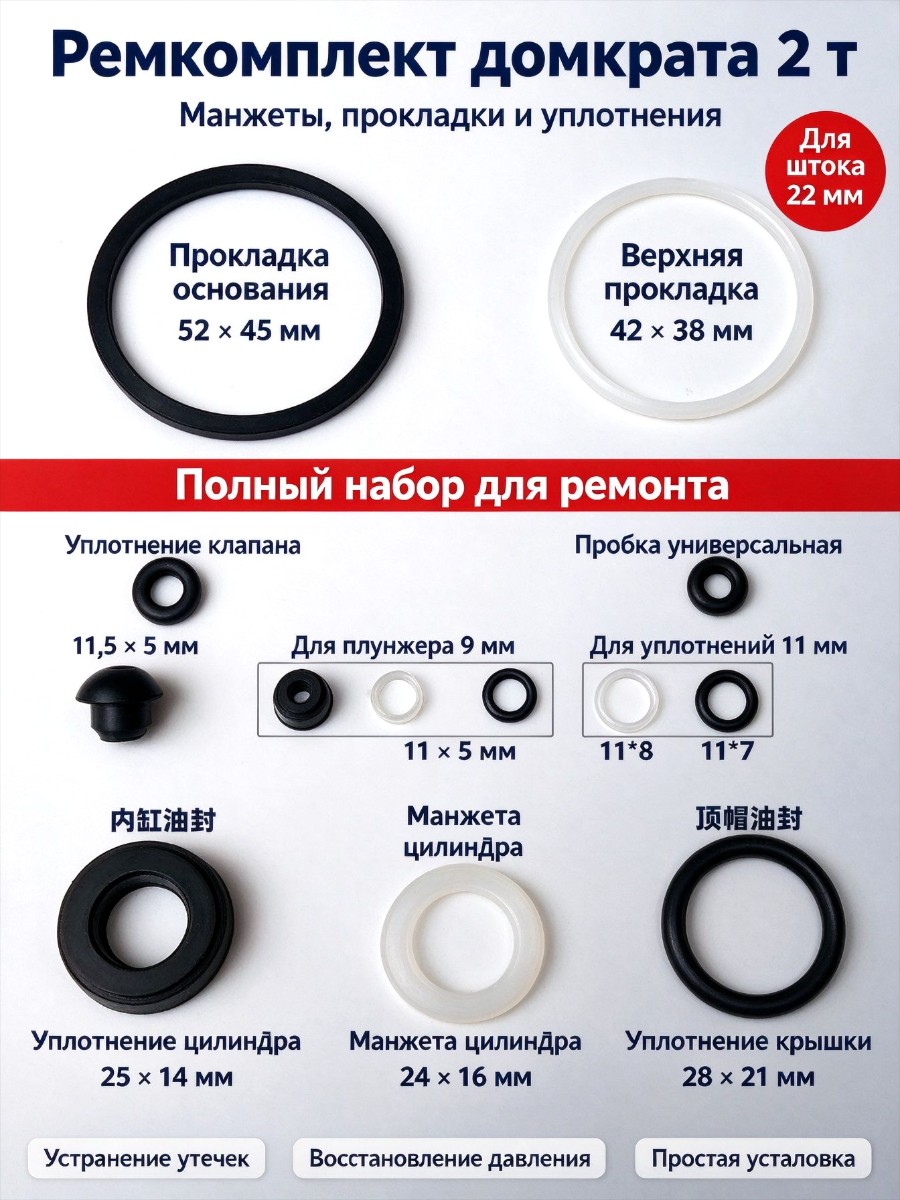 Ремкомплект домкрата 2 т
Манжеты, прокладки и уплотнения
Для
штока
22 мм
Прокладка
основания
52 × 45 мм
Верхняя
прокладка
42 × 38 мм
Полный набор для ремонта
Уплотнение клапана
Пробка универсальная
11,5 × 5 мм
Для плунжера 9 мм
Для уплотнений 11 мм
11 × 5 мм
11*8
11*7
内缸油封
Манжета
цилиндра
顶帽油封
Уплотнение цилиндра
25 × 14 мм
Манжета цилиндра
24 × 16 мм
Уплотнение крышки
28 × 21 мм
Устранение утечек
Восстановление давления
Простая усталовка